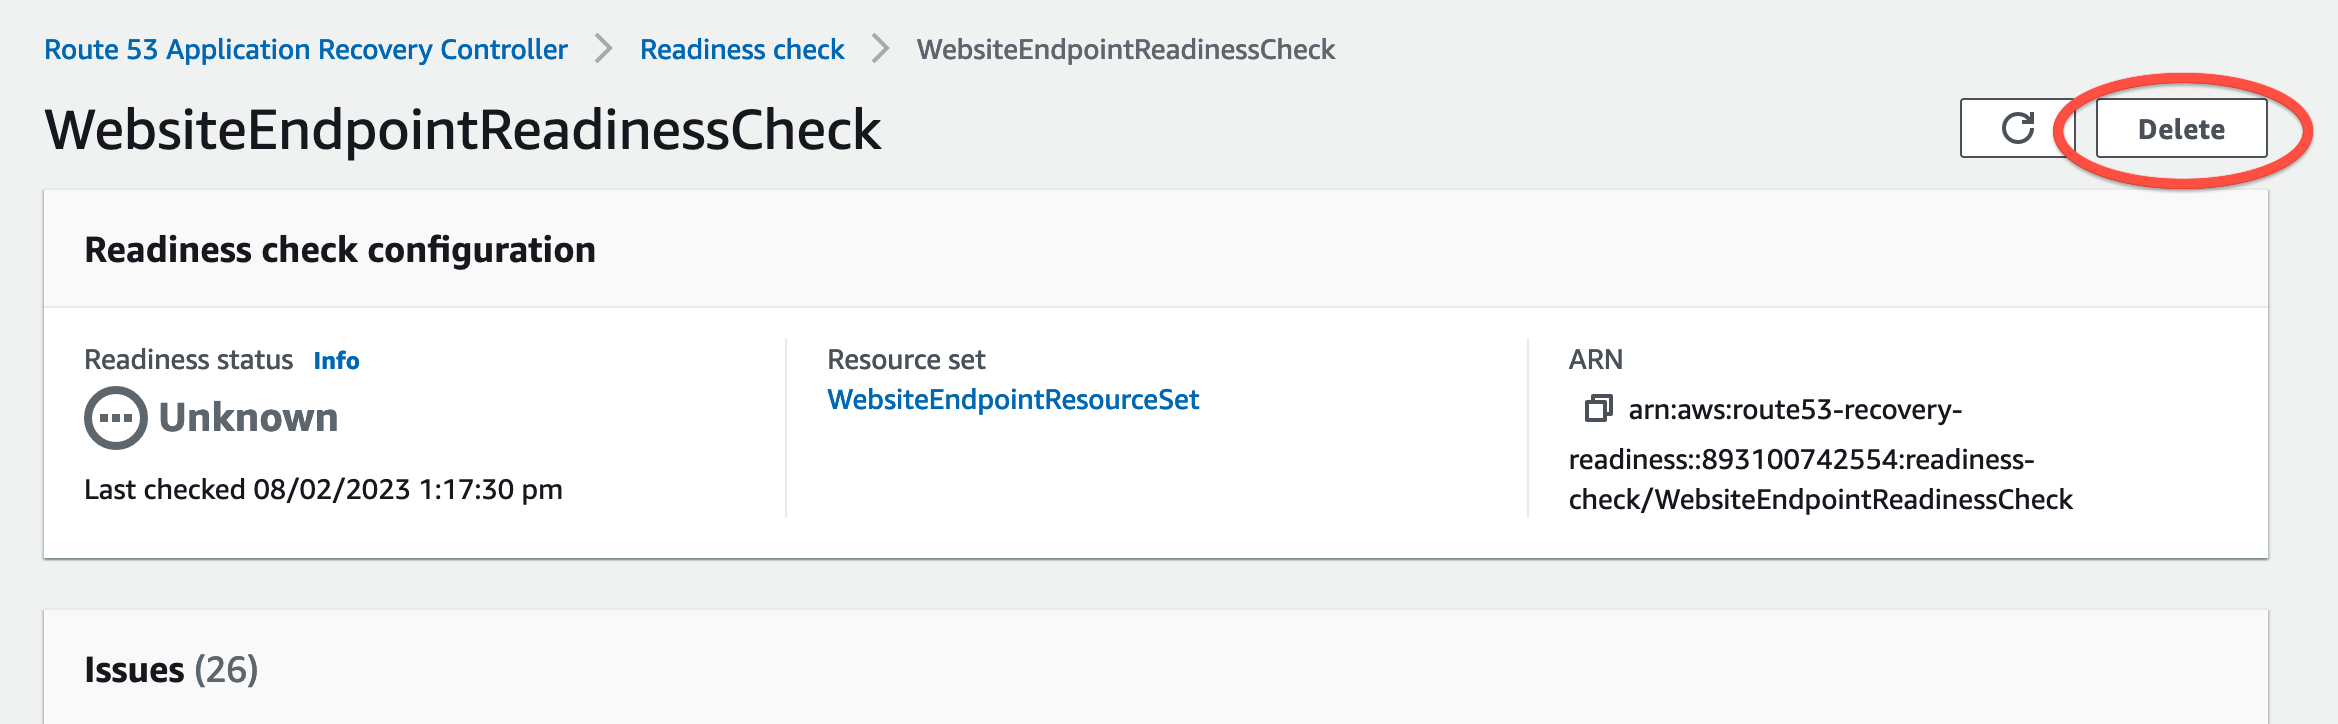 Route 53 Application Recovery Controller > Readiness check > WebsiteEndpointReadinessCheck
WebsiteEndpointReadinessCheck
Delete
Readiness check configuration
Readiness status Info
Unknown
Last checked 08/02/2023 1:17:30 pm
Resource set
WebsiteEndpointResourceSet
ARN
arn:aws:route53-recovery-
readiness::893100742554:readiness-
check/WebsiteEndpointReadinessCheck
Issues (26)